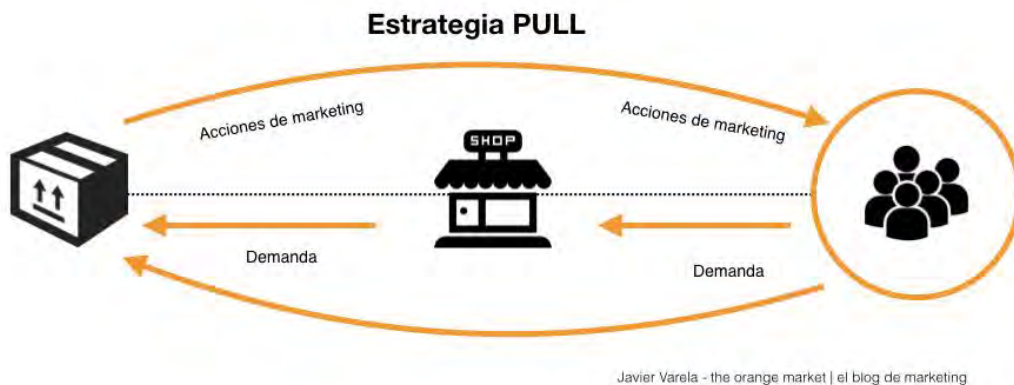 Estrategia PULL
Acciones de marketing
Acciones de marketing
SHOP
Demanda
Demanda
Javier Varela - the orange market | el blog de marketing